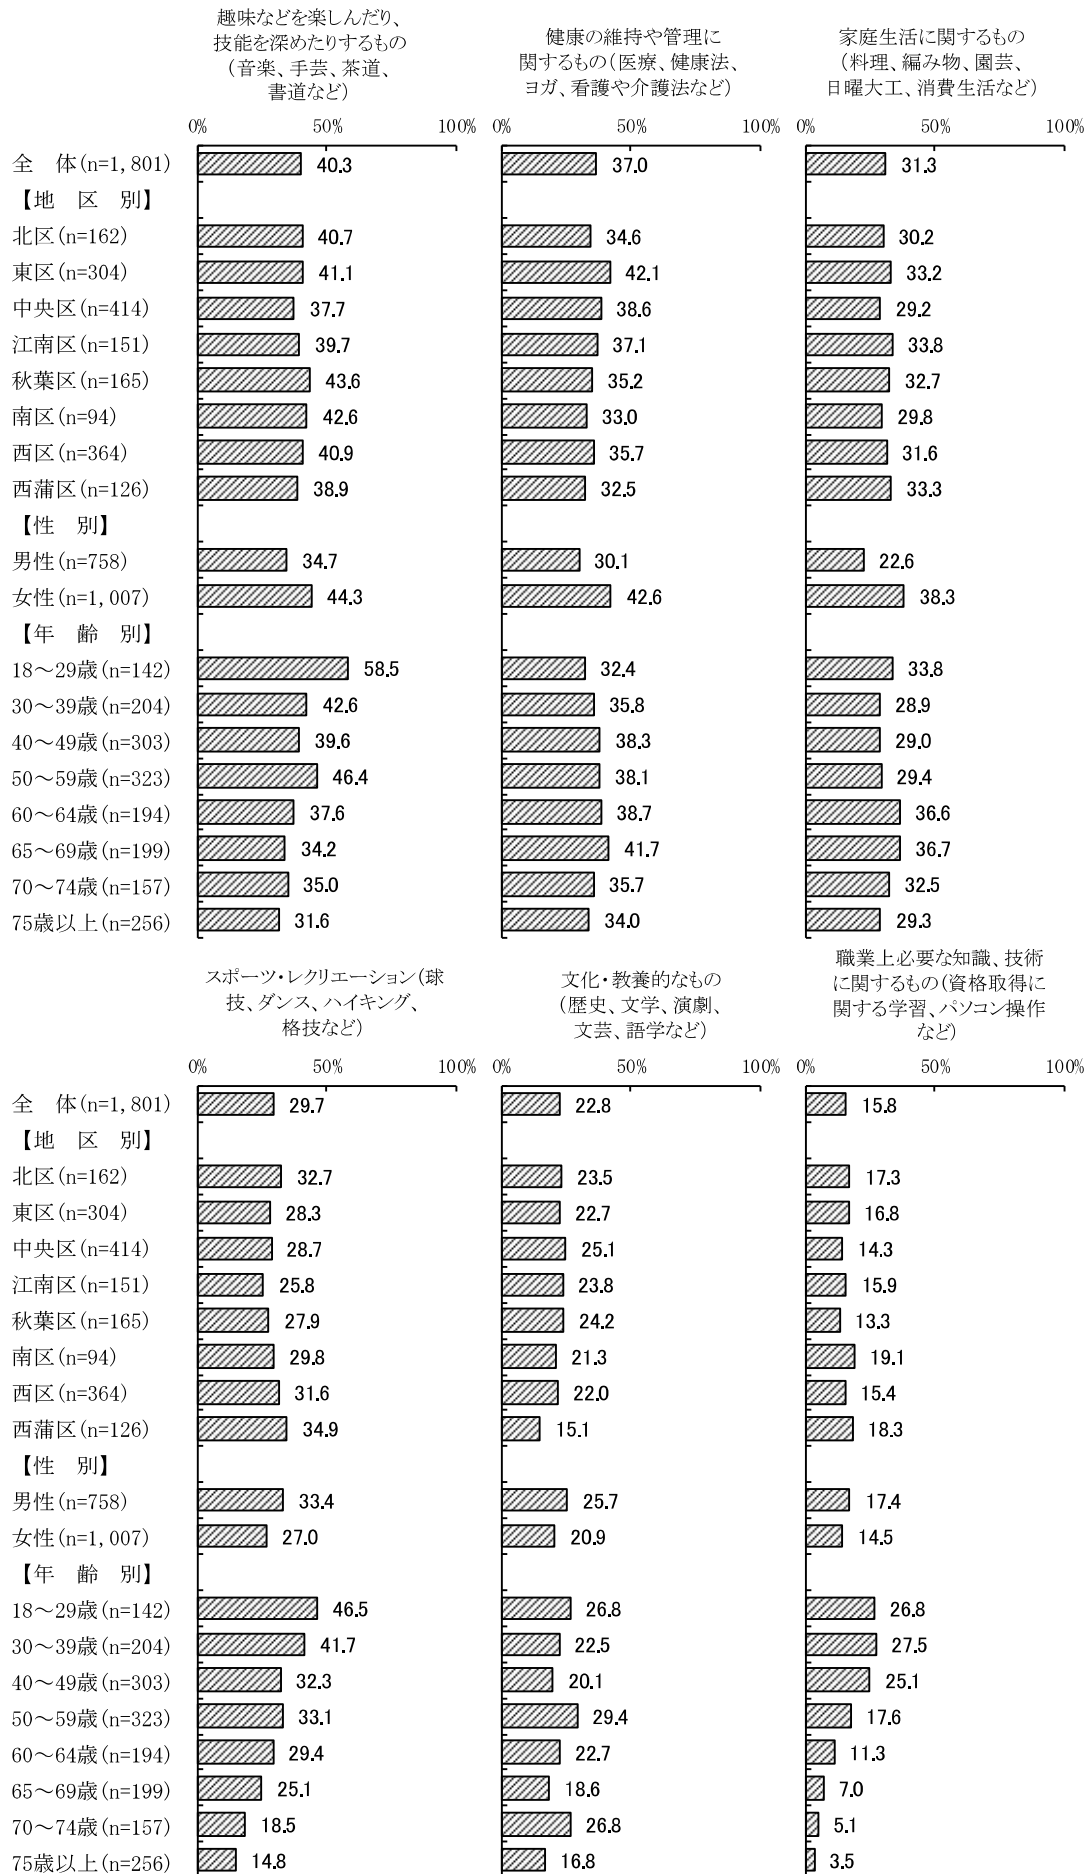 趣味などを楽しんだり、
技能を深めたりするもの
（音楽、手芸、茶道、
書道など）
健康の維持や管理に
関するもの（医療、健康法、
ヨガ、看護や介護法など）
家庭生活に関するもの
（料理、編み物、園芸、
日曜大工、消費生活など）
0% 50% 100% 0% 50% 100% 0% 50% 100%
全　体(n=1,801) 40.3 37.0 31.3
【地　区　別】
北区(n=162) 40.7 34.6 30.2
東区(n=304) 41.1 42.1 33.2
中央区(n=414) 37.7 38.6 29.2
江南区(n=151) 39.7 37.1 33.8
秋葉区(n=165) 43.6 35.2 32.7
南区(n=94) 42.6 33.0 29.8
西区(n=364) 40.9 35.7 31.6
西蒲区(n=126) 38.9 32.5 33.3
【性　別】
男性(n=758) 34.7 30.1 22.6
女性(n=1,007) 44.3 42.6 38.3
【年　齢　別】
18～29歳(n=142) 58.5 32.4 33.8
30～39歳(n=204) 42.6 35.8 28.9
40～49歳(n=303) 39.6 38.3 29.0
50～59歳(n=323) 46.4 38.1 29.4
60～64歳(n=194) 37.6 38.7 36.6
65～69歳(n=199) 34.2 41.7 36.7
70～74歳(n=157) 35.0 35.7 32.5
75歳以上(n=256) 31.6 34.0 29.3
スポーツ・レクリエーション（球
技、ダンス、ハイキング、
格技など）
文化・教養的なもの
（歴史、文学、演劇、
文芸、語学など）
職業上必要な知識、技術
に関するもの（資格取得に
関する学習、パソコン操作
など）
0% 50% 100% 0% 50% 100% 0% 50% 100%
全　体(n=1,801) 29.7 22.8 15.8
【地　区　別】
北区(n=162) 32.7 23.5 17.3
東区(n=304) 28.3 22.7 16.8
中央区(n=414) 28.7 25.1 14.3
江南区(n=151) 25.8 23.8 15.9
秋葉区(n=165) 27.9 24.2 13.3
南区(n=94) 29.8 21.3 19.1
西区(n=364) 31.6 22.0 15.4
西蒲区(n=126) 34.9 15.1 18.3
【性　別】
男性(n=758) 33.4 25.7 17.4
女性(n=1,007) 27.0 20.9 14.5
【年　齢　別】
18～29歳(n=142) 46.5 26.8 26.8
30～39歳(n=204) 41.7 22.5 27.5
40～49歳(n=303) 32.3 20.1 25.1
50～59歳(n=323) 33.1 29.4 17.6
60～64歳(n=194) 29.4 22.7 11.3
65～69歳(n=199) 25.1 18.6 7.0
70～74歳(n=157) 18.5 26.8 5.1
75歳以上(n=256) 14.8 16.8 3.5